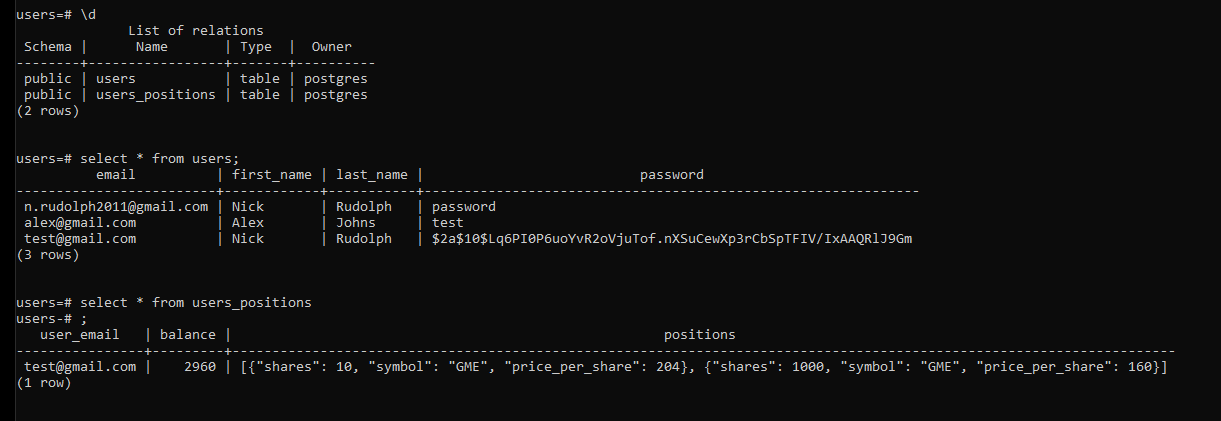 users=# \d
             List of relations
 Schema |      Name       | Type  |  Owner
--------+-----------------+-------+----------
 public | users           | table | postgres
 public | users_positions | table | postgres
(2 rows)
users=# select * from users;
         email          | first_name | last_name |                           password
------------------------+------------+-----------+--------------------------------------------------------------
 n.rudolph2011@gmail.com | Nick       | Rudolph   | password
 alex@gmail.com         | Alex       | Johns     | test
 test@gmail.com         | Nick       | Rudolph   | $2a$10$Lq6PI0P6uoYvR2oVjuTof.nXSuCewXp3rCbSpTFIV/IxAAQRlJ9Gm
(3 rows)
users=# select * from users_positions
users-# ;
   user_email   | balance |                                                      positions
----------------+---------+----------------------------------------------------------------------------------------------------------------------
 test@gmail.com |    2960 | [{"shares": 10, "symbol": "GME", "price_per_share": 204}, {"shares": 1000, "symbol": "GME", "price_per_share": 160}]
(1 row)